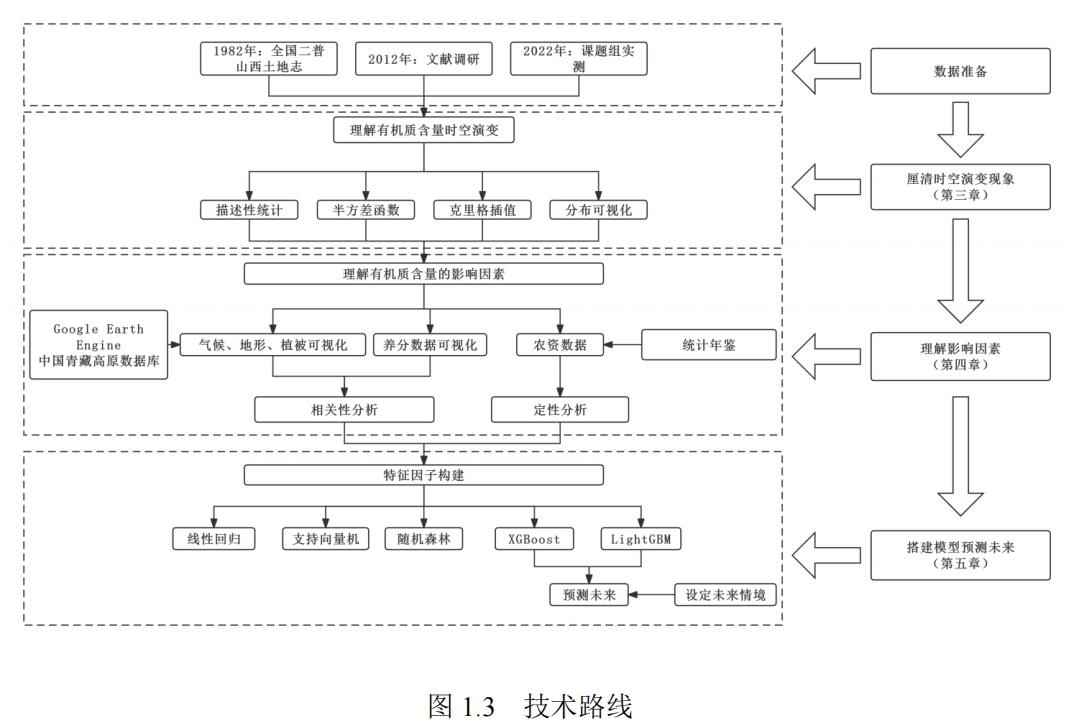 1982年：全国二普
山西土地志
2012年：文献调研
2022年：课题组实
测
数据准备
理解有机质含量时空演变
描述性统计
半方差函数
克里格插值
分布可视化
厘清时空演变现象
（第三章）
理解有机质含量的影响因素
Google Earth
Engine
中国青藏高原数据库
气候、地形、植被可视化
养分数据可视化
农资数据
统计年鉴
相关性分析
定性分析
理解影响因素
（第四章）
特征因子构建
线性回归
支持向量机
随机森林
XGBoost
LightGBM
预测未来
设定未来情境
搭建模型预测未来
（第五章）
图 1.3 技术路线